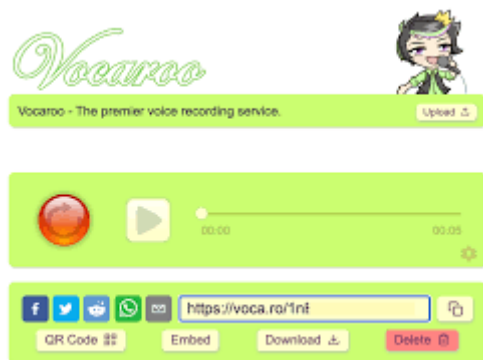 Vocaroo
Vocaroo - The premier voice recording service.
Upload
00:00
00:05
https://voca.ro/1n
QR Code
Embed
Download
Delete